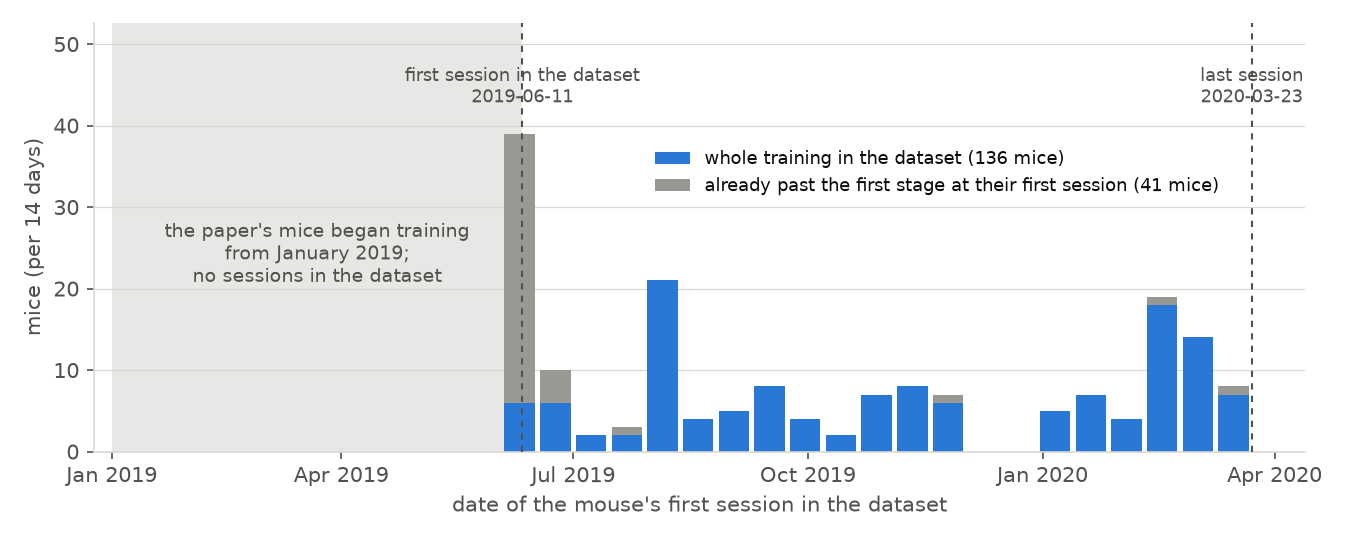 50
40
30
20
10
0
mice (per 14 days)
first session in the dataset
2019-06-11
last session
2020-03-23
whole training in the dataset (136 mice)
already past the first stage at their first session (41 mice)
the paper's mice began training
from January 2019;
no sessions in the dataset
Jan 2019
Apr 2019
Jul 2019
Oct 2019
Jan 2020
Apr 2020
date of the mouse's first session in the dataset